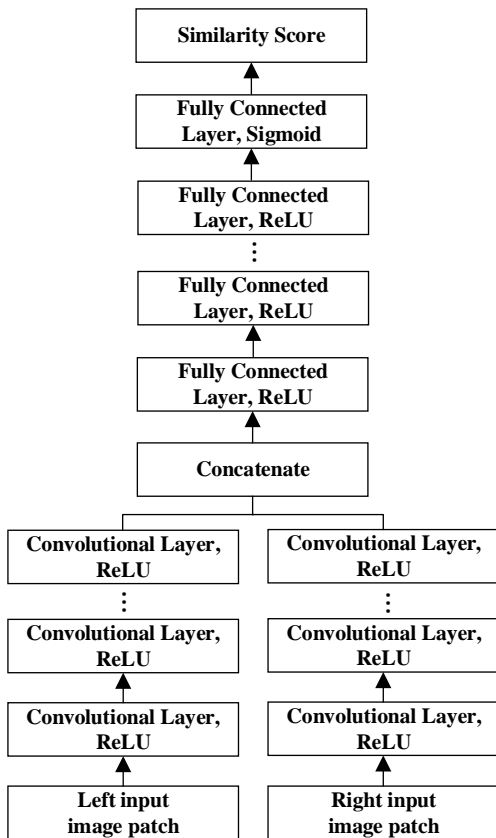 Similarity Score
Fully Connected
Layer, Sigmoid
Fully Connected
Layer, ReLU
⋮
Fully Connected
Layer, ReLU
Fully Connected
Layer, ReLU
Concatenate
Convolutional Layer,
ReLU
⋮
Convolutional Layer,
ReLU
Convolutional Layer,
ReLU
Left input
image patch
Convolutional Layer,
ReLU
⋮
Convolutional Layer,
ReLU
Convolutional Layer,
ReLU
Right input
image patch